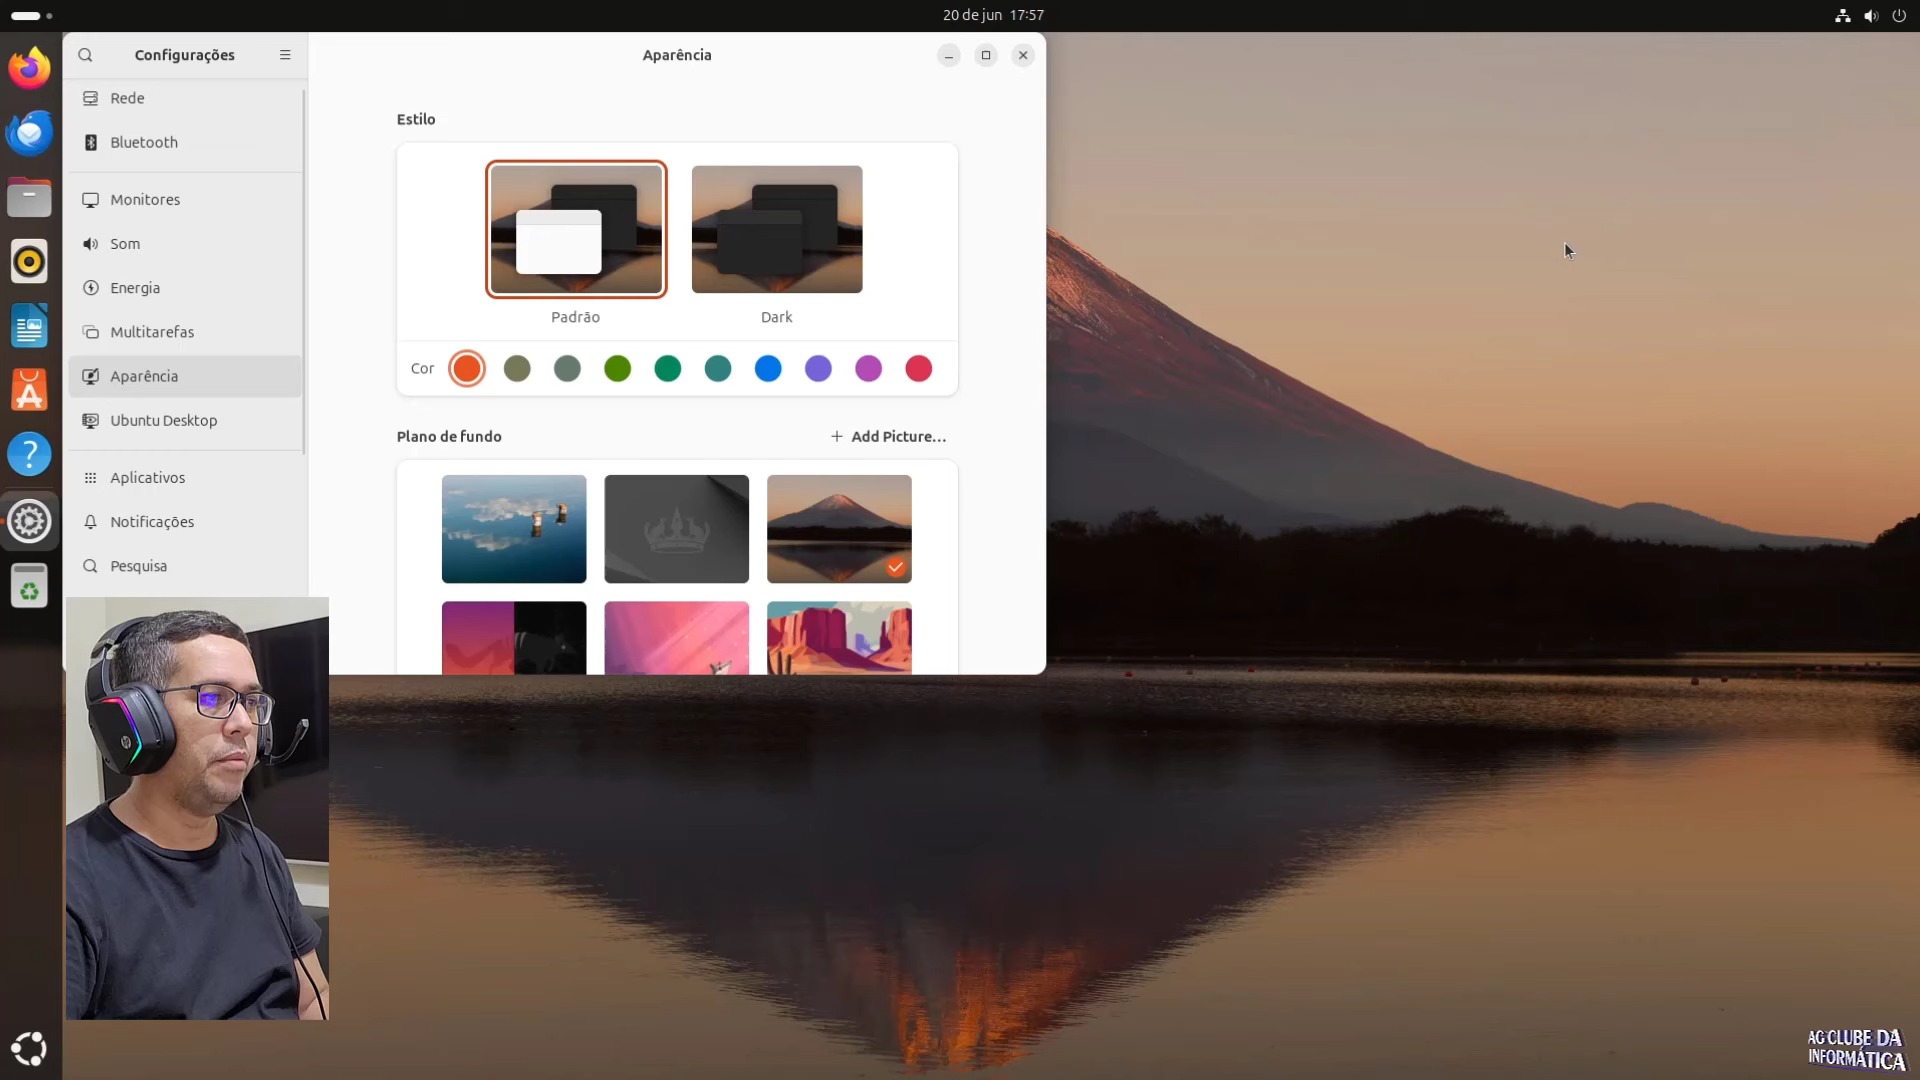 20 de jun 17:57
Configurações
Aparência
Rede
Bluetooth
Monitores
Som
Energia
Multitarefas
Aparência
Ubuntu Desktop
Aplicativos
Notificações
Pesquisa
Estilo
Padrão
Dark
Cor
Plano de fundo
+ Add Picture...
AG CLUBE DA
INFORMÁTICA